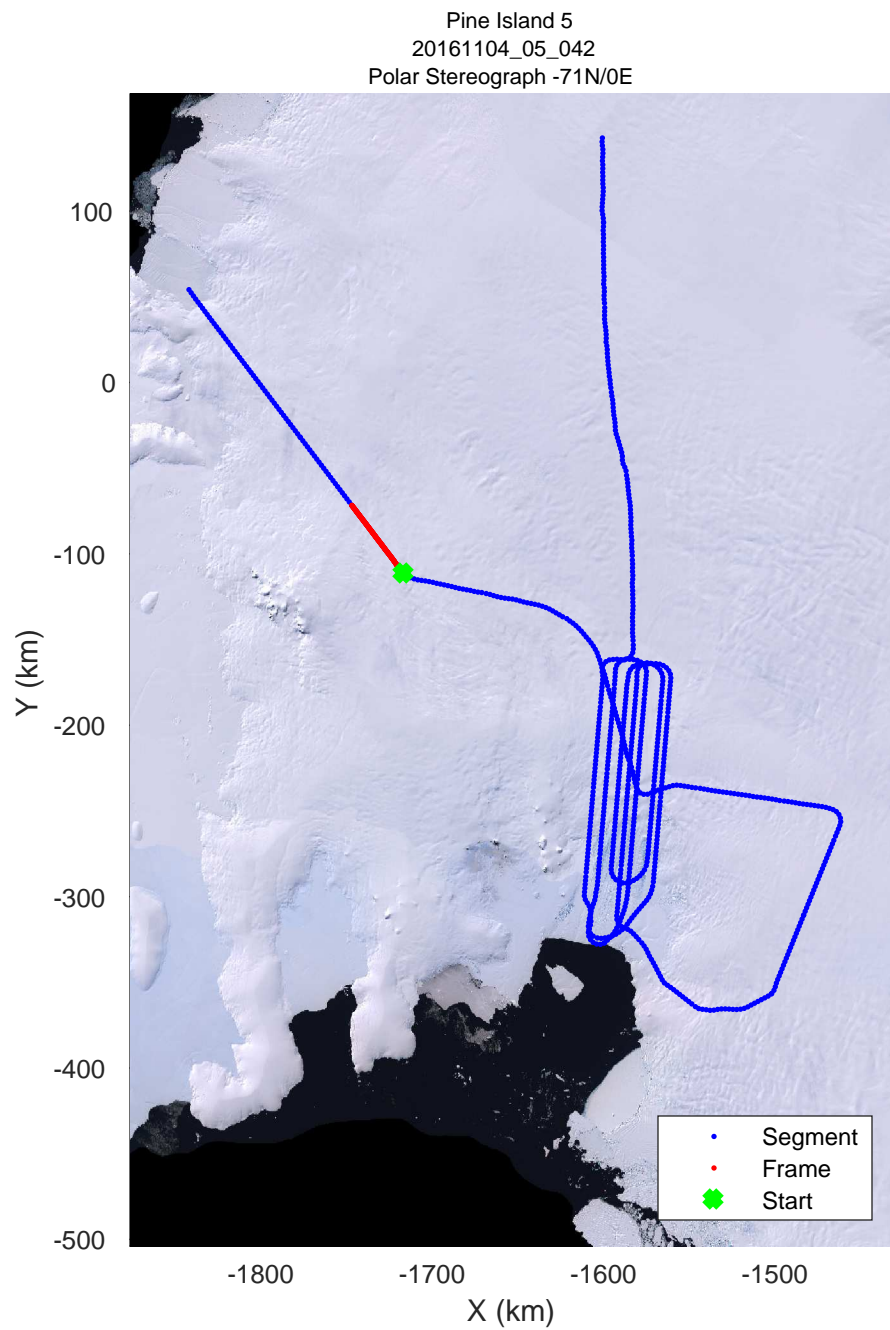 Pine Island 5
20161104_05_042
Polar Stereograph -71N/0E
100
0
-100
-200
-300
-400
-500
Y (km)
-1800
-1700
-1600
-1500
X (km)
Segment
Frame
Start